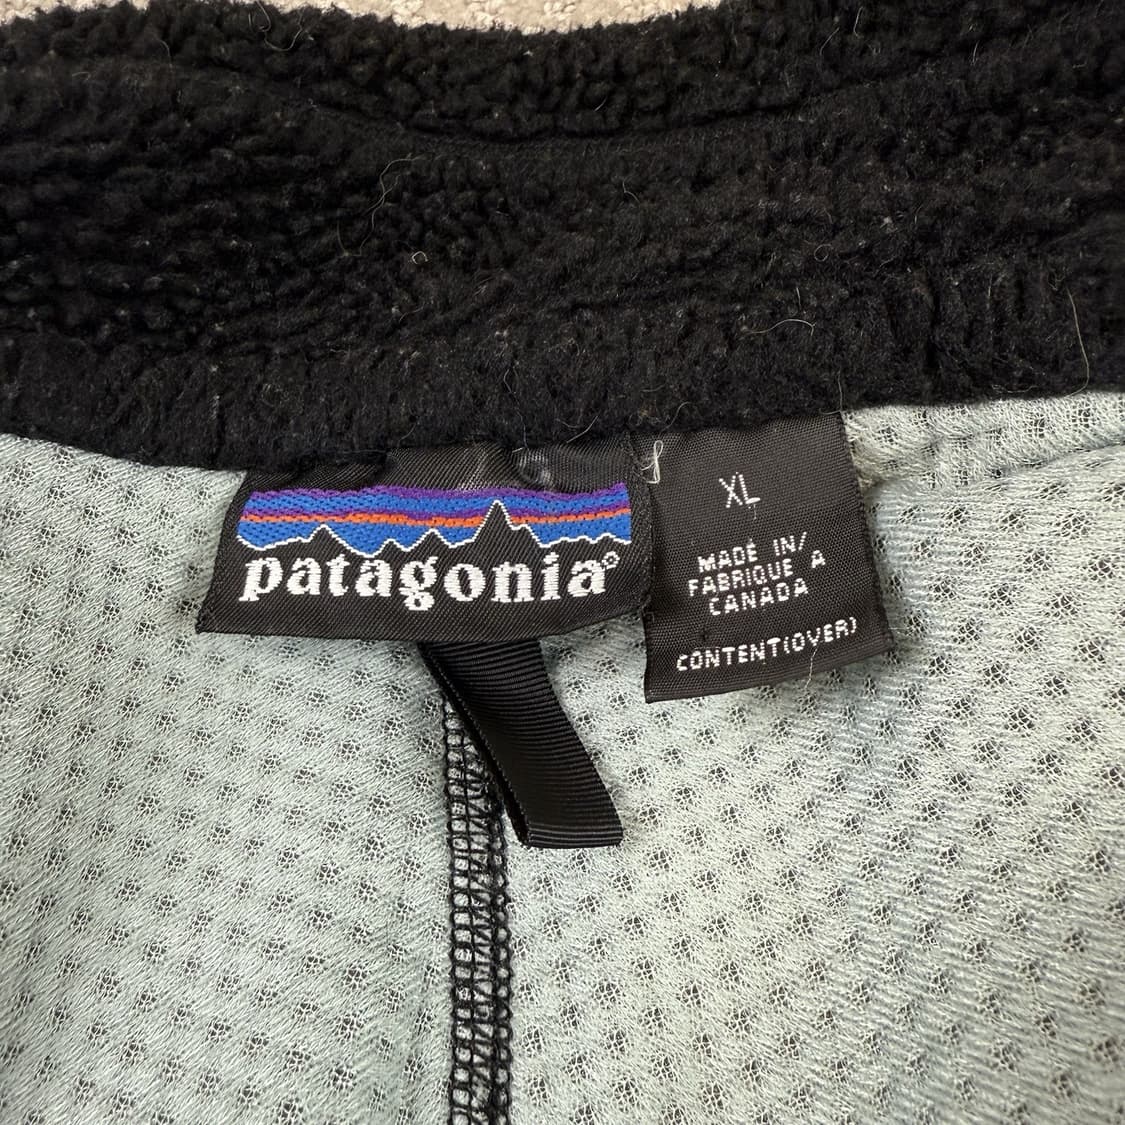 patagonia®
XL
MADE IN/
FABRIQUE A
CANADA
CONTENT(OVER)